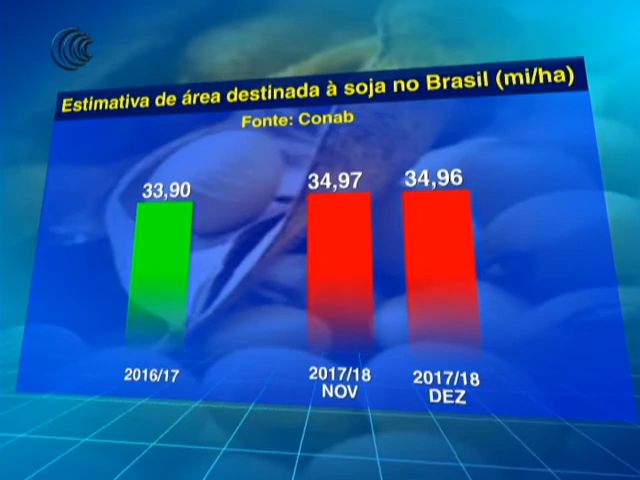 Estimativa de área destinada à soja no Brasil (mi/ha)
Fonte: Conab
33,90
34,97
34,96
2016/17
2017/18
NOV
2017/18
DEZ